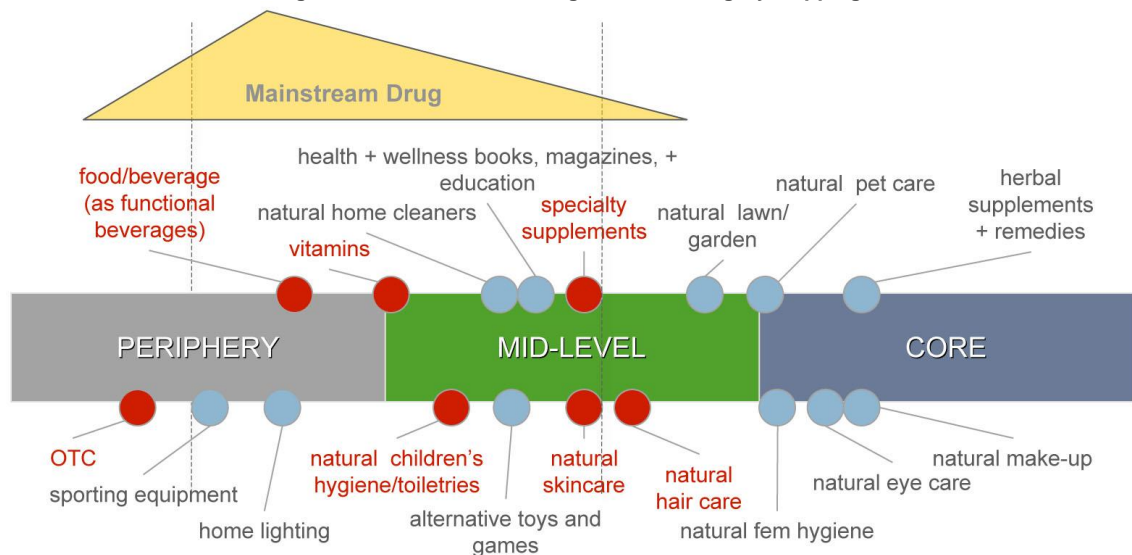 Mainstream Drug
health + wellness books, magazines, +
education
food/beverage
(as functional
beverages)
natural home cleaners
vitamins
specialty
supplements
natural lawn/
garden
natural pet care
herbal
supplements
+ remedies
PERIPHERY
MID-LEVEL
CORE
OTC
sporting equipment
home lighting
natural children's
hygiene/toiletries
alternative toys and
games
natural
skincare
natural
hair care
natural fem hygiene
natural eye care
natural make-up